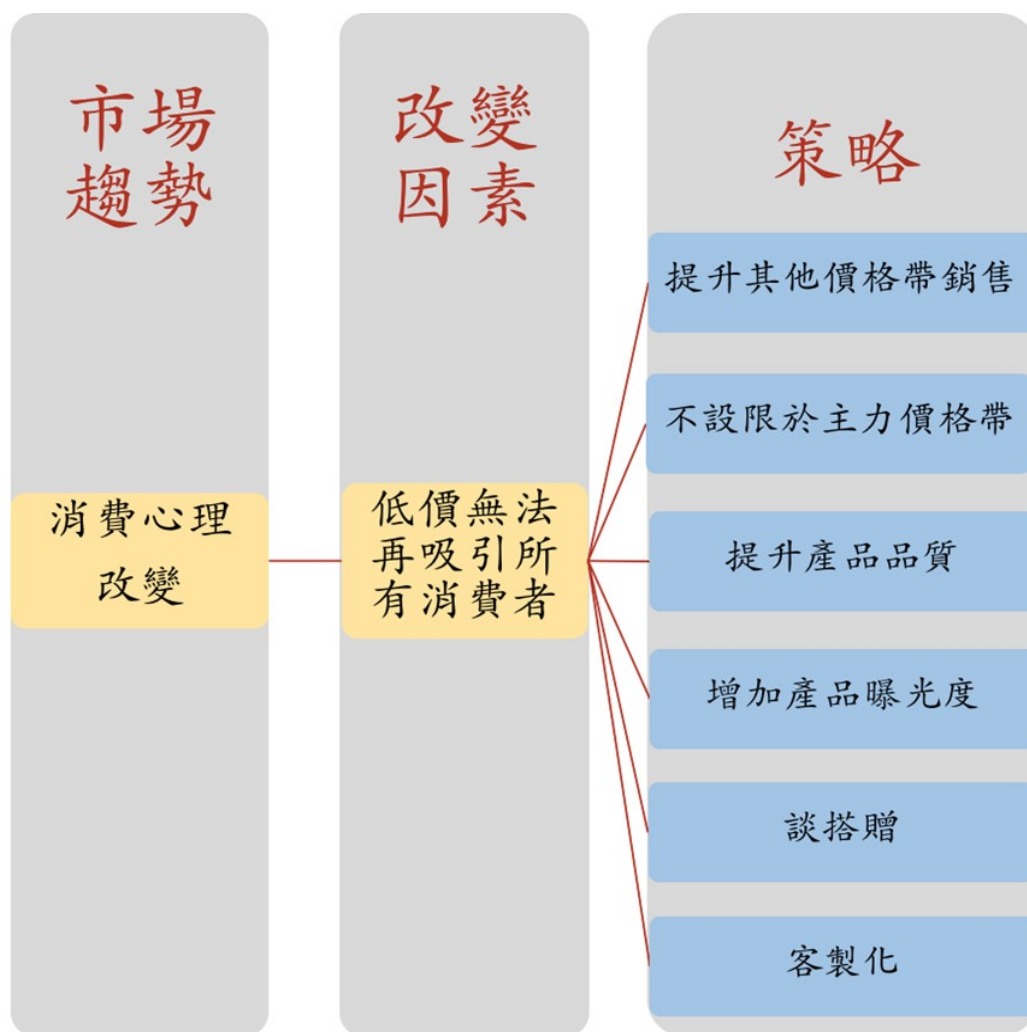 市場
趨勢
消費心理
改變
改變
因素
低價無法
再吸引所
有消費者
策略
提升其他價格帶銷售
不設限於主力價格帶
提升產品品質
增加產品曝光度
談搭贈
客製化